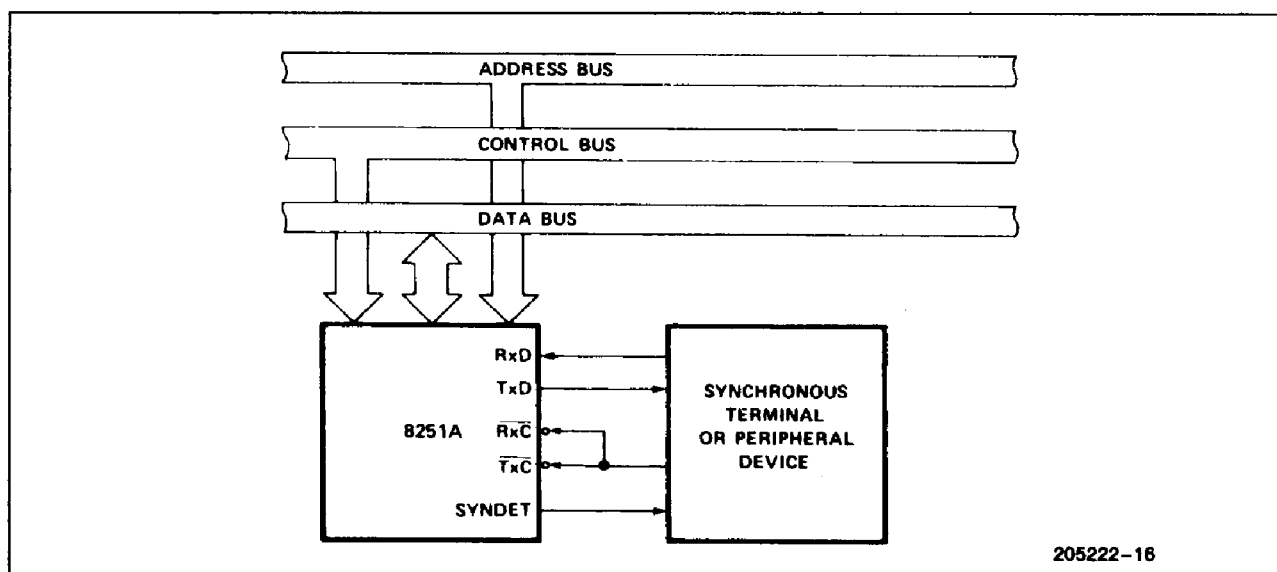 ADDRESS BUS
CONTROL BUS
DATA BUS
RxD
TxD
8251A
RxC
TxC
SYNDET
SYNCHRONOUS
TERMINAL
OR PERIPHERAL
DEVICE
205222-16